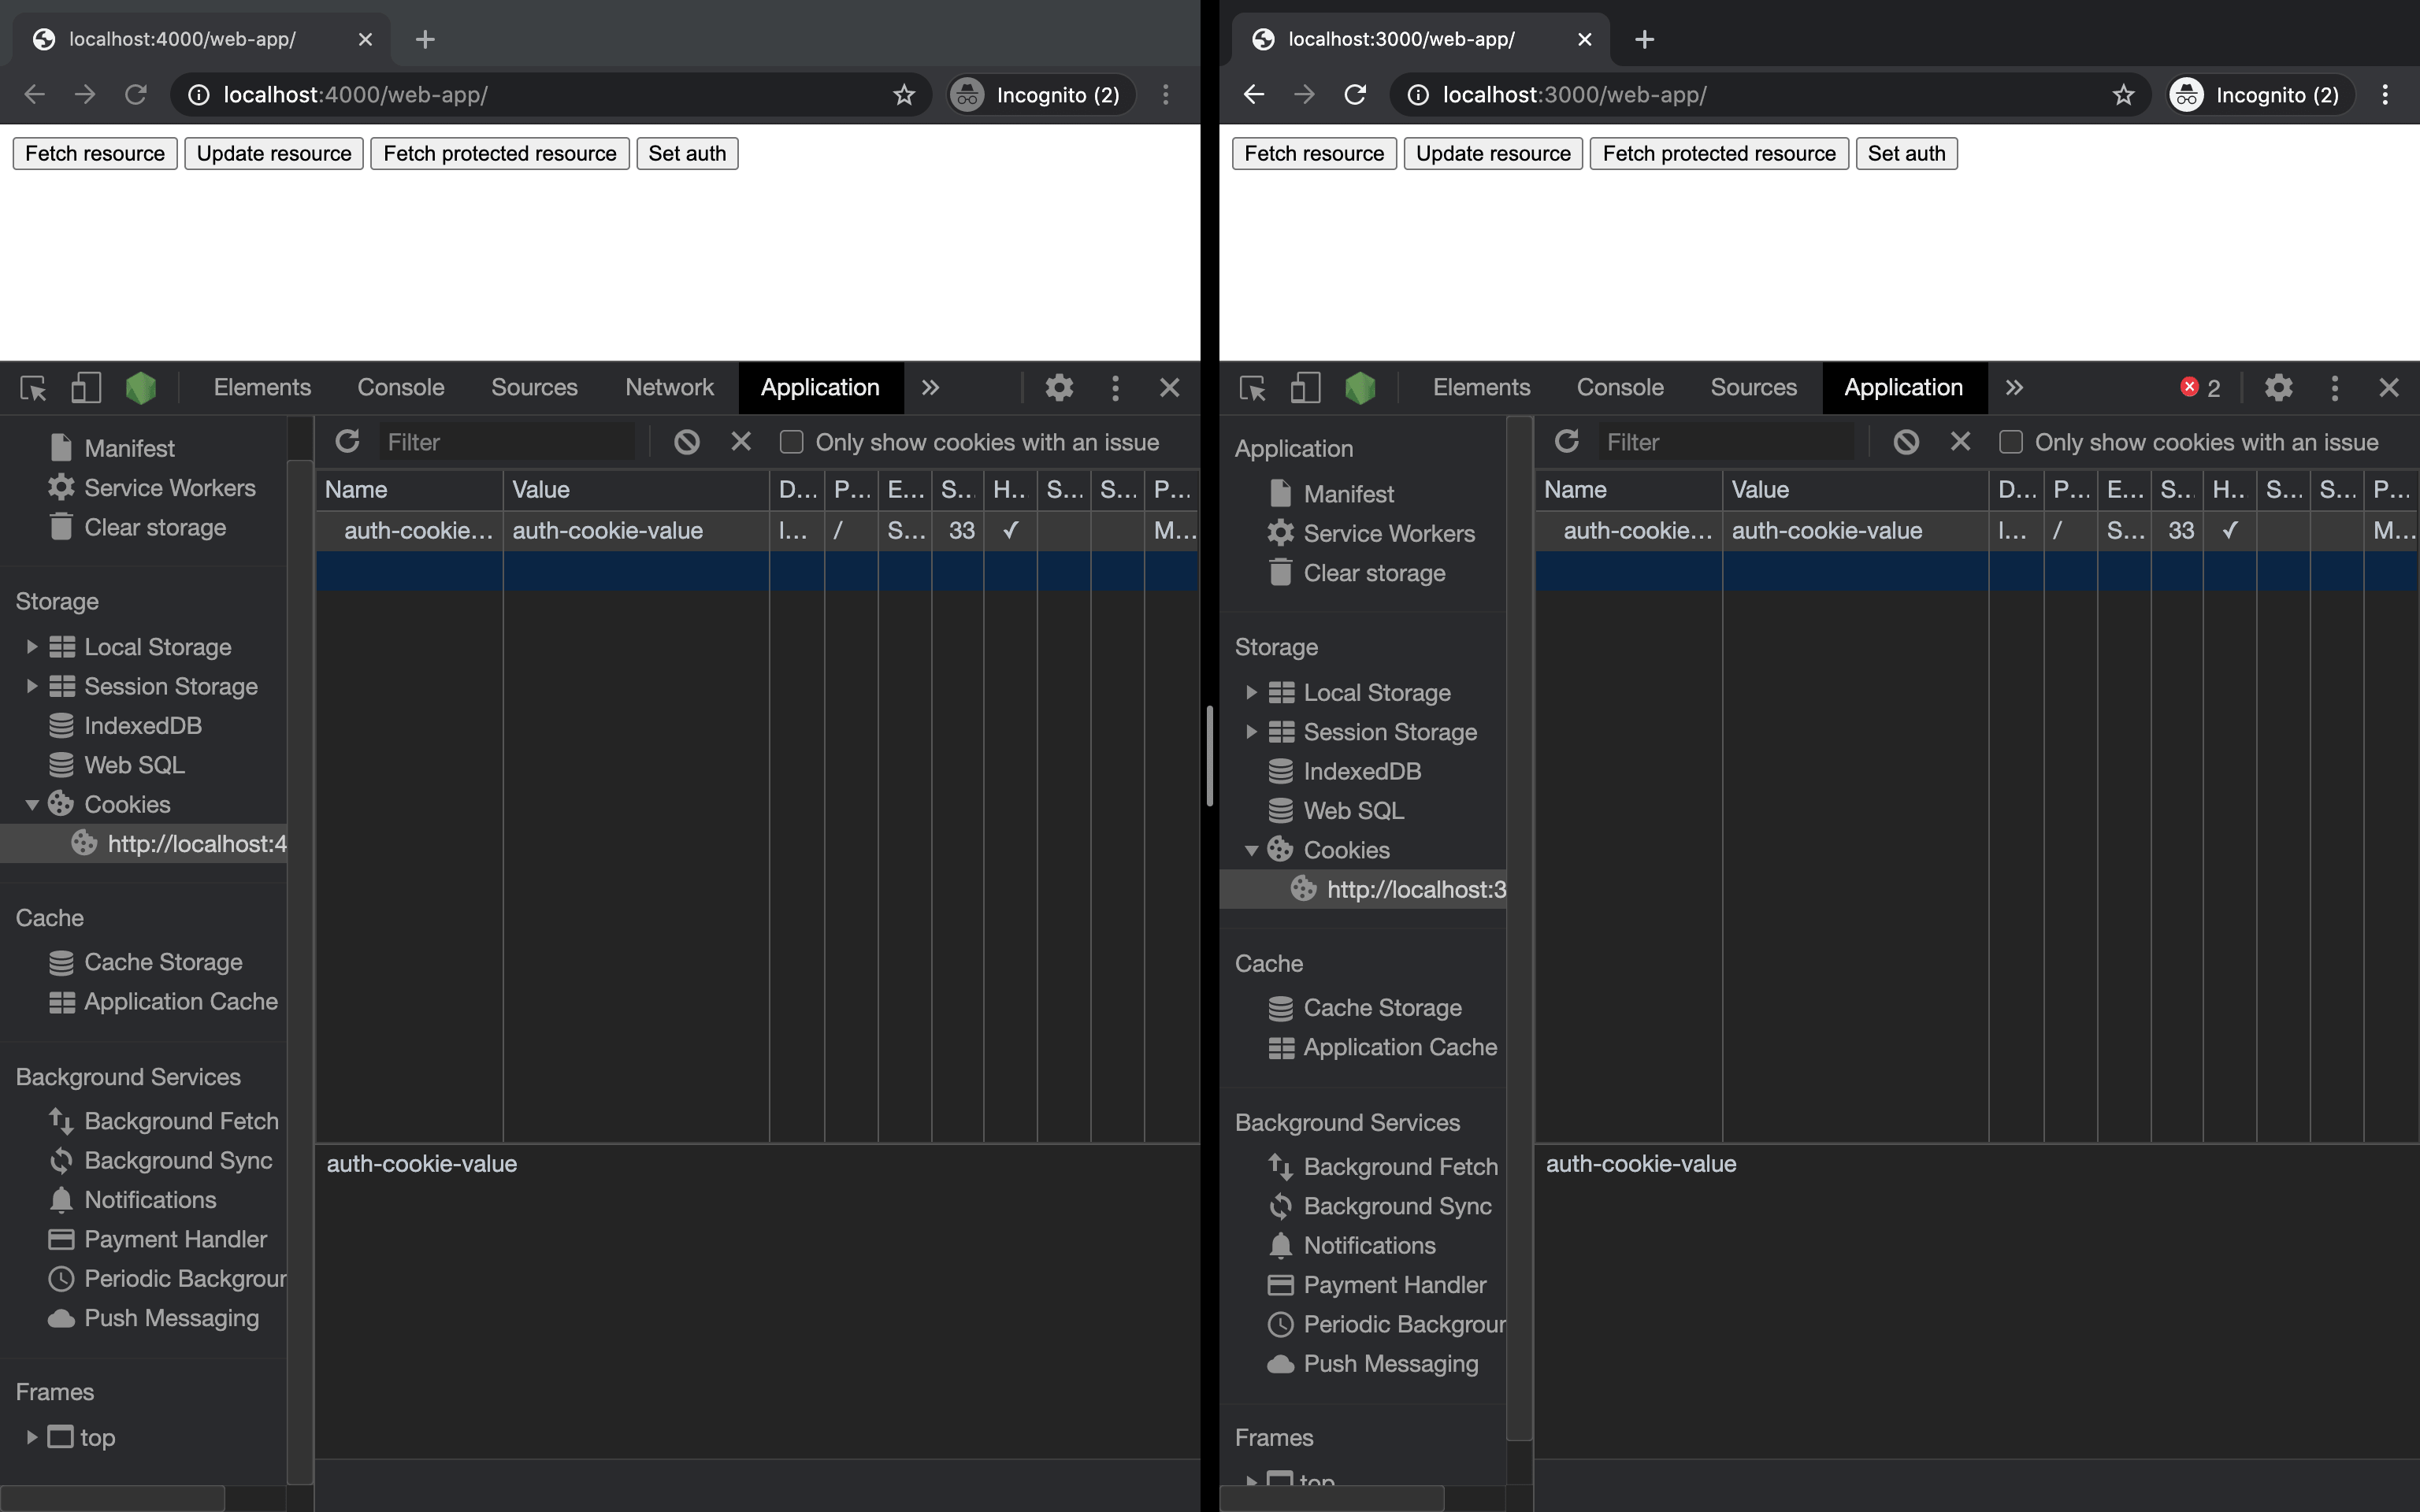 localhost:4000/web-app/
localhost:4000/web-app/
Incognito (2)
Fetch resource
Update resource
Fetch protected resource
Set auth
Elements
Console
Sources
Network
Application
Manifest
Service Workers
Clear storage
Storage
Local Storage
Session Storage
IndexedDB
Web SQL
Cookies
http://localhost:4
Cache
Cache Storage
Application Cache
Background Services
Background Fetch
Background Sync
Notifications
Payment Handler
Periodic Backgrour
Push Messaging
Frames
top
Filter
Only show cookies with an issue
Name Value D... P... E... S... H.. S... S... P...
auth-cookie... auth-cookie-value l... / S... 33 ✓ M...
auth-cookie-value
localhost:3000/web-app/
localhost:3000/web-app/
Incognito (2)
Fetch resource
Update resource
Fetch protected resource
Set auth
Elements
Console
Sources
Application
2
Application
Manifest
Service Workers
Clear storage
Storage
Local Storage
Session Storage
IndexedDB
Web SQL
Cookies
http://localhost:3
Cache
Cache Storage
Application Cache
Background Services
Background Fetch
Background Sync
Notifications
Payment Handler
Periodic Backgrour
Push Messaging
Frames
top
Filter
Only show cookies with an issue
Name Value D... P... E... S... H.. S... S... P...
auth-cookie... auth-cookie-value l... / S... 33 ✓ M...
auth-cookie-value